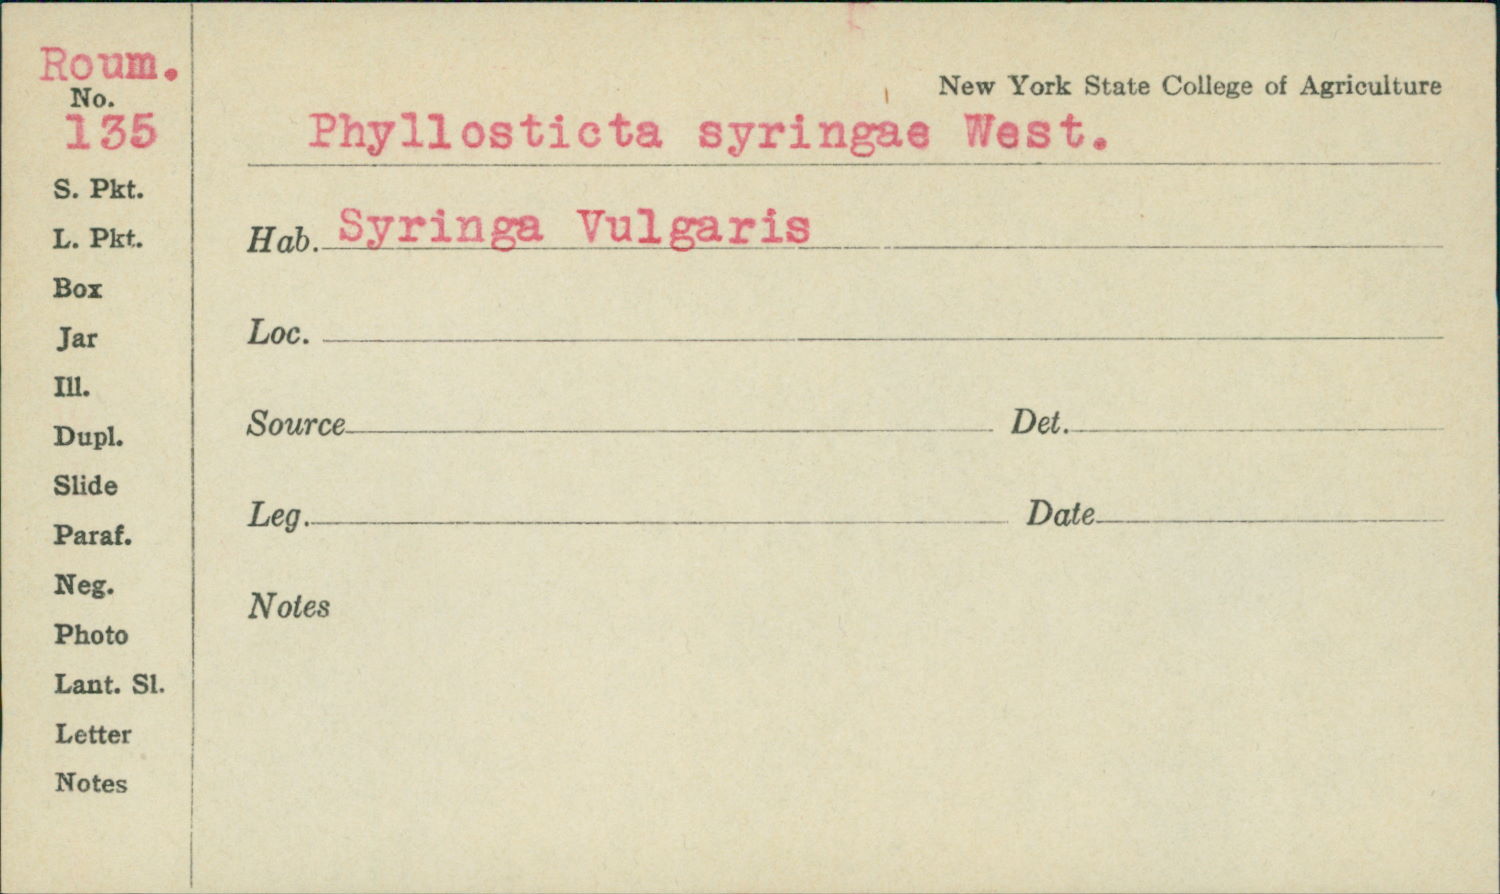 Roum.
No.
135
S. Pkt.
L. Pkt.
Box
Jar
Ill.
Dupl.
Slide
Paraf.
Neg.
Photo
Lant. Sl.
Letter
Notes
New York State College of Agriculture
Phyllosticta syringae West.
Hab. Syringa Vulgaris
Loc.
Source Det.
Leg. Date
Notes